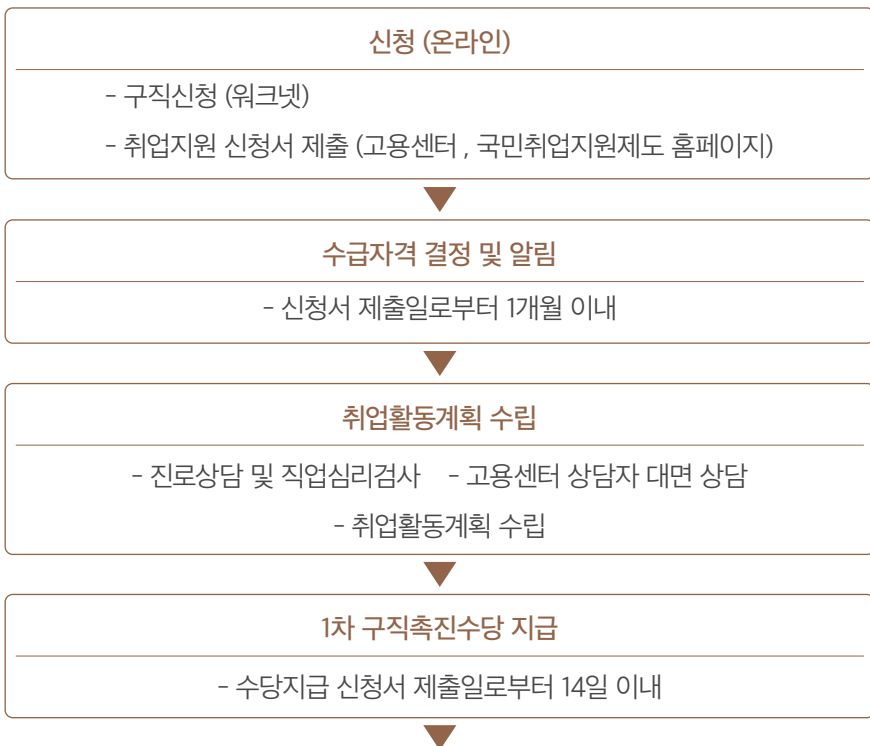 신청 (온라인)
- 구직신청 (워크넷)
- 취업지원 신청서 제출 (고용센터 , 국민취업지원제도 홈페이지)
수급자격 결정 및 알림
- 신청서 제출일로부터 1개월 이내
취업활동계획 수립
- 진로상담 및 직업심리검사 - 고용센터 상담자 대면 상담
- 취업활동계획 수립
1차 구직촉진수당 지급
- 수당지급 신청서 제출일로부터 14일 이내